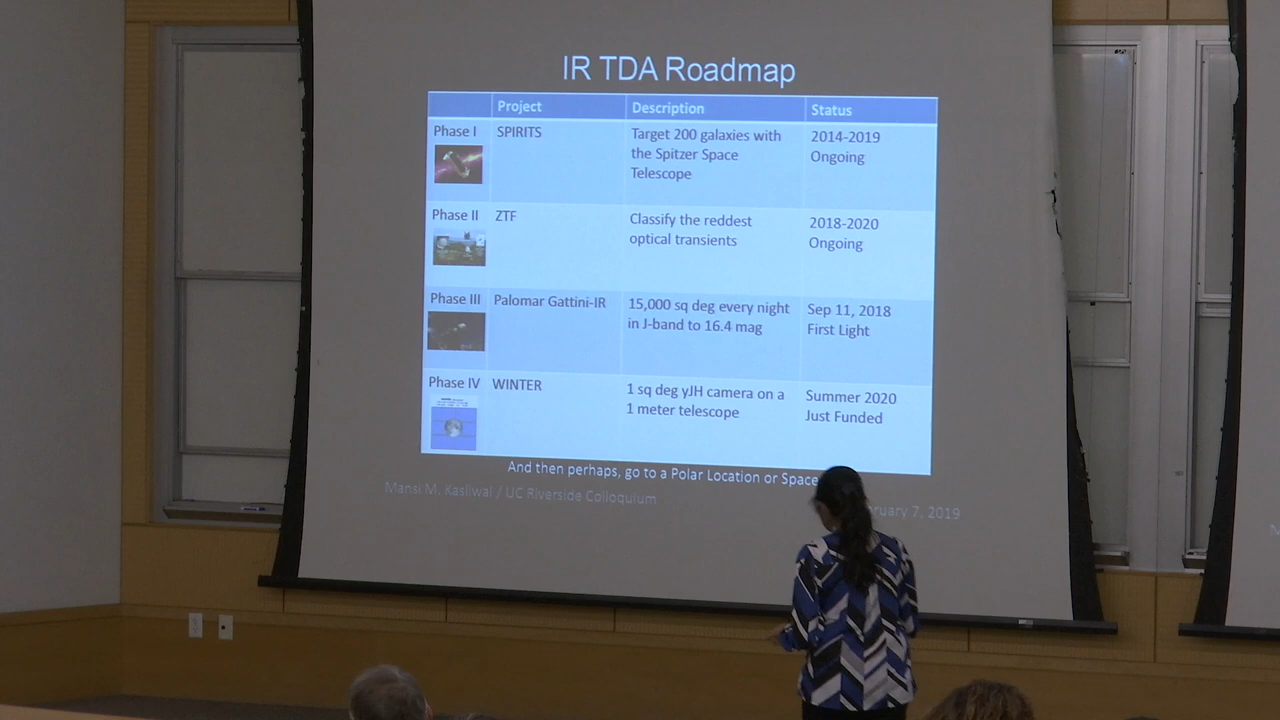 IR TDA Roadmap
Project Description Status
Phase I SPIRITS Target 200 galaxies with 2014-2019
the Spitzer Space Ongoing
Telescope
Phase II ZTF Classify the reddest 2018-2020
optical transients Ongoing
Phase III Palomar Gattini-IR 15,000 sq deg every night Sep 11, 2018
in J-band to 16.4 mag First Light
Phase IV WINTER 1 sq deg yJH camera on a Summer 2020
1 meter telescope Just Funded
And then perhaps, go to a Polar Location or Space
Mansi M. Kasliwal / UC Riverside Colloquium
7, 2019